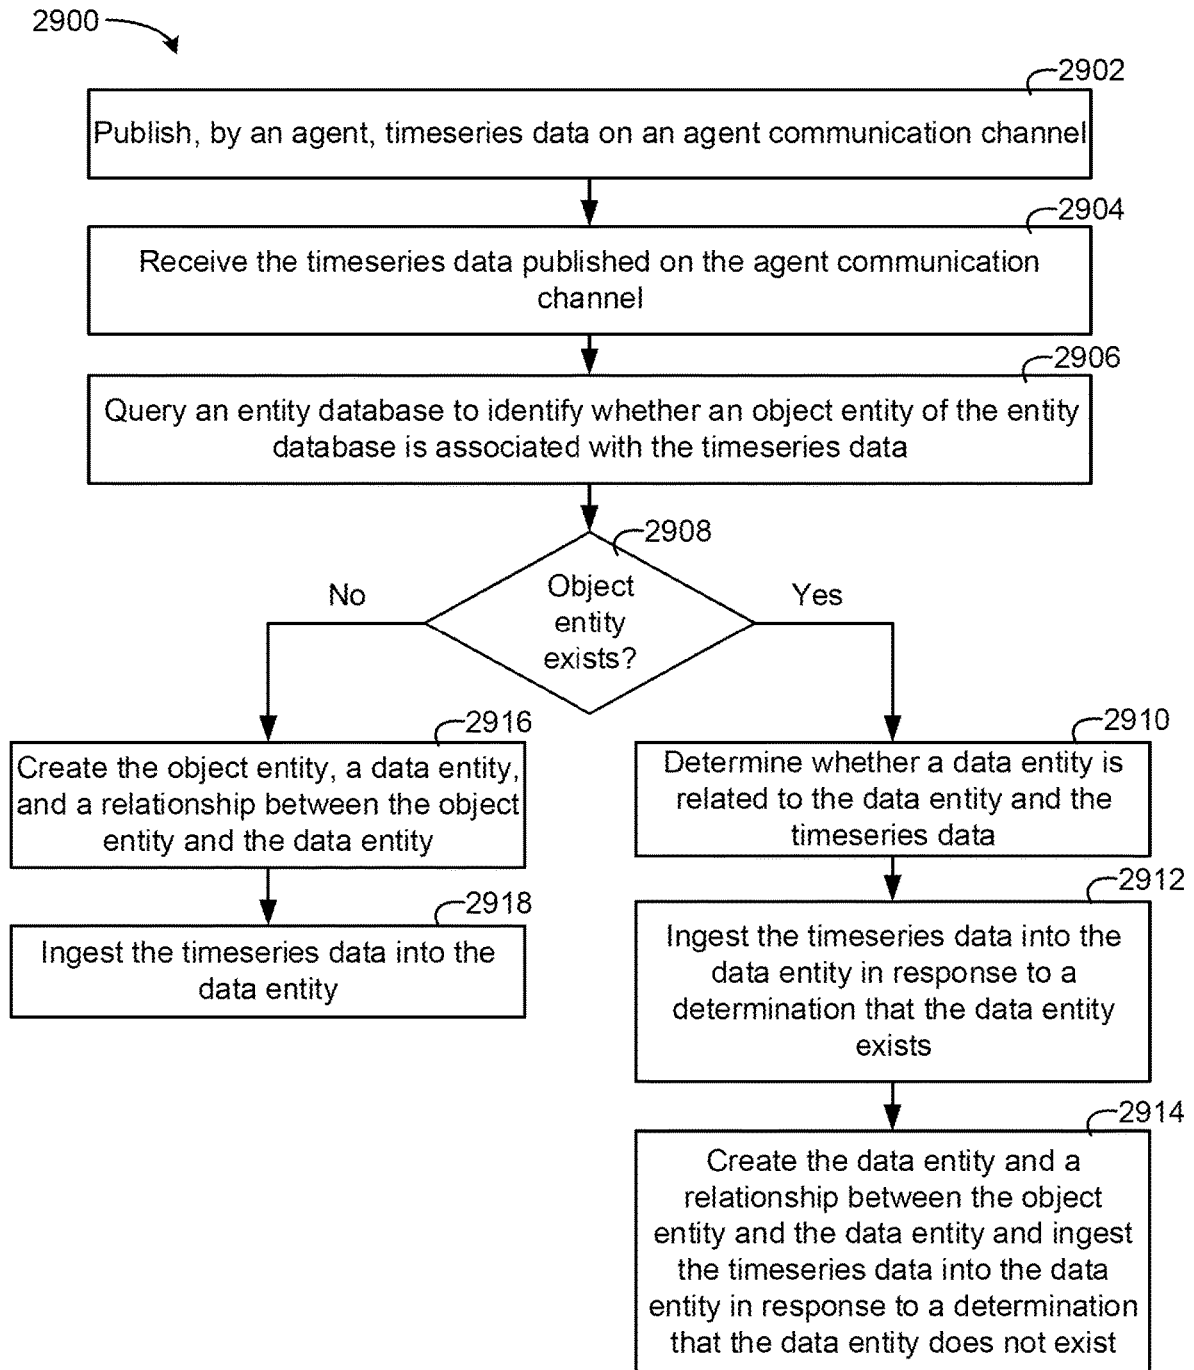 2900
2902
Publish, by an agent, timeseries data on an agent communication channel
2904
Receive the timeseries data published on the agent communication
channel
2906
Query an entity database to identify whether an object entity of the entity
database is associated with the timeseries data
2908
Object
entity
exists?
No
Yes
2916
Create the object entity, a data entity,
and a relationship between the object
entity and the data entity
2918
Ingest the timeseries data into the
data entity
2910
Determine whether a data entity is
related to the data entity and the
timeseries data
2912
Ingest the timeseries data into the
data entity in response to a
determination that the data entity
exists
2914
Create the data entity and a
relationship between the object
entity and the data entity and ingest
the timeseries data into the data
entity in response to a determination
that the data entity does not exist